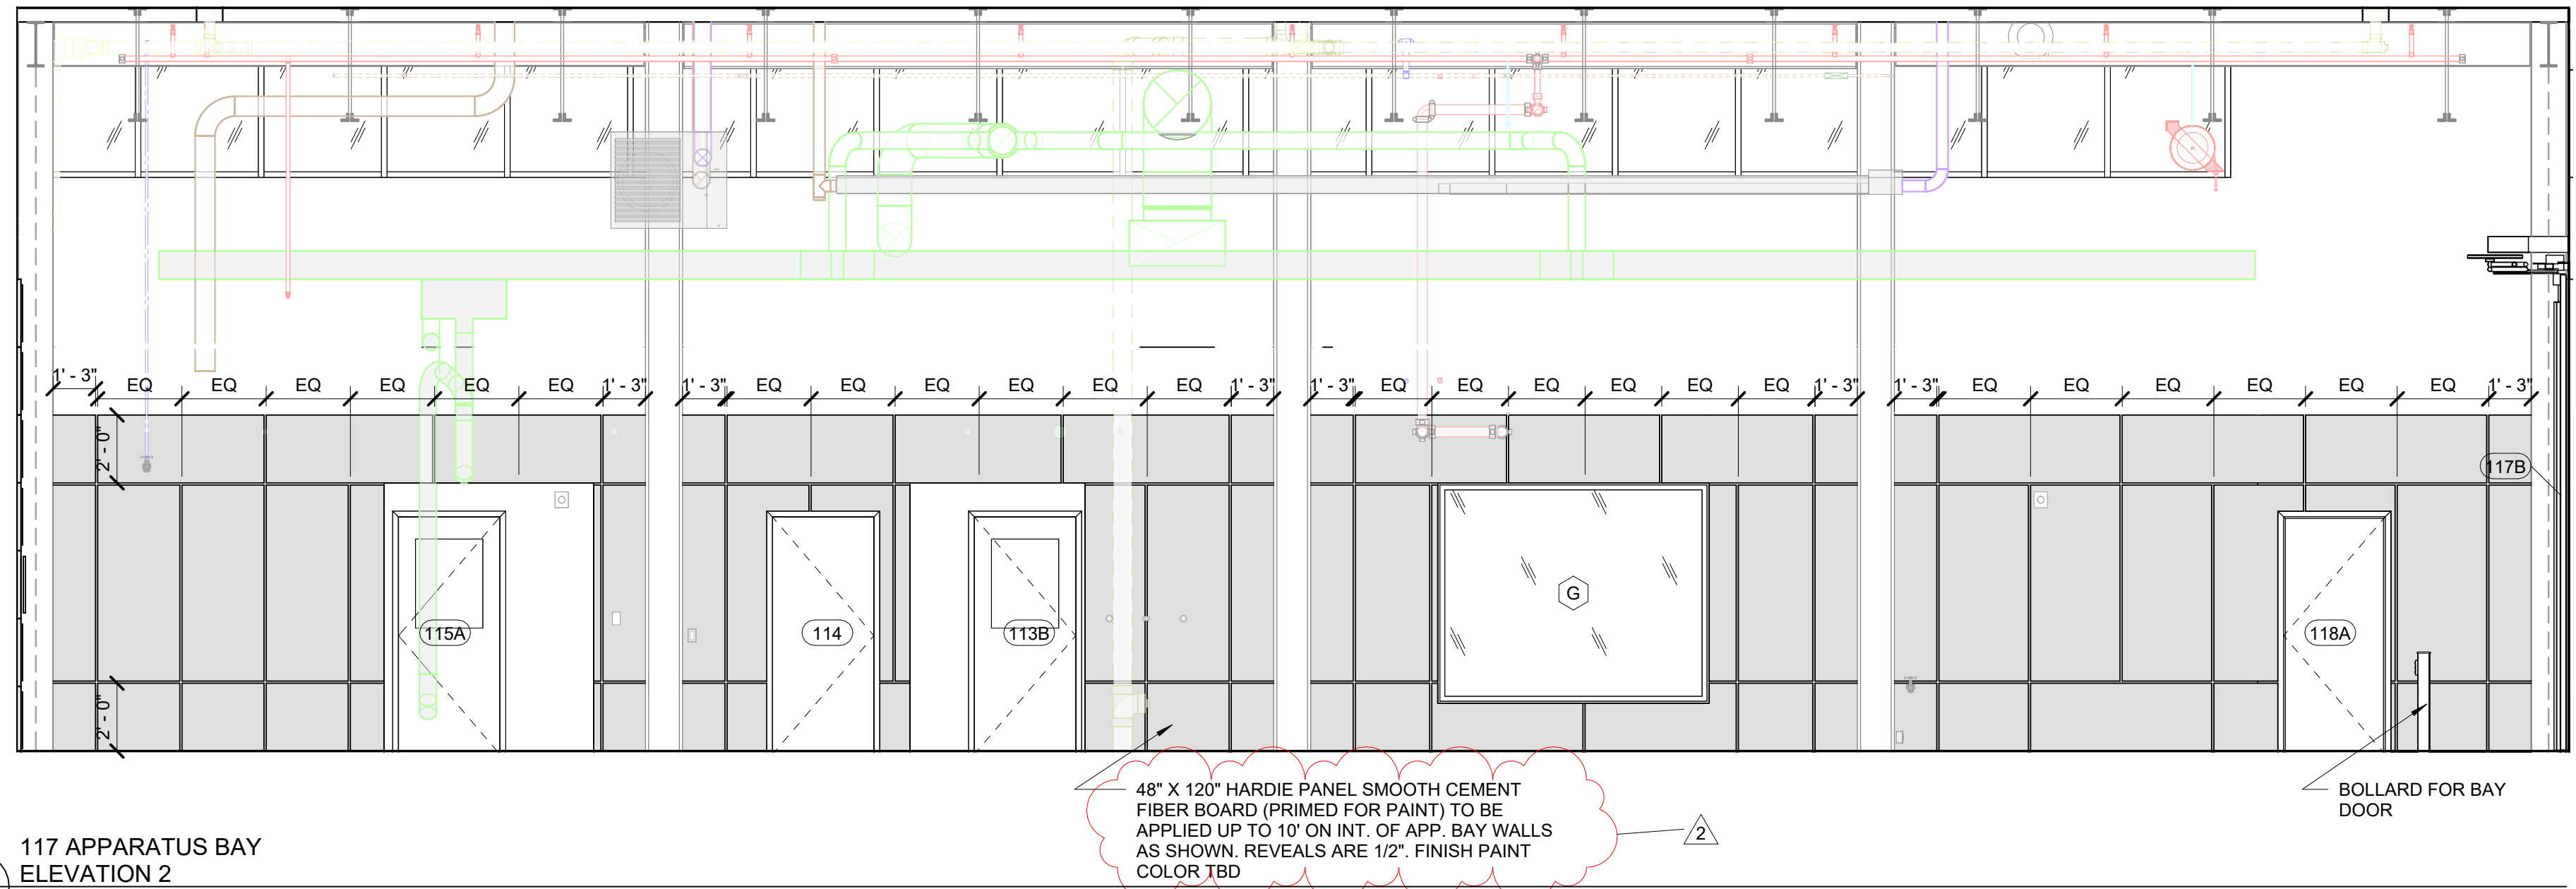 1' - 3" EQ EQ EQ EQ EQ EQ 1' - 3" 1' - 3" EQ EQ EQ EQ EQ EQ 1' - 3" 1' - 3" EQ EQ EQ EQ EQ EQ 1' - 3" 1' - 3" EQ EQ EQ EQ EQ EQ 1' - 3"
2' - 0"
117B
G
115A 114 113B 118A
2' - 0"
48" X 120" HARDIE PANEL SMOOTH CEMENT
FIBER BOARD (PRIMED FOR PAINT) TO BE
APPLIED UP TO 10' ON INT. OF APP. BAY WALLS
AS SHOWN. REVEALS ARE 1/2". FINISH PAINT
COLOR TBD
2
BOLLARD FOR BAY
DOOR
117 APPARATUS BAY
ELEVATION 2